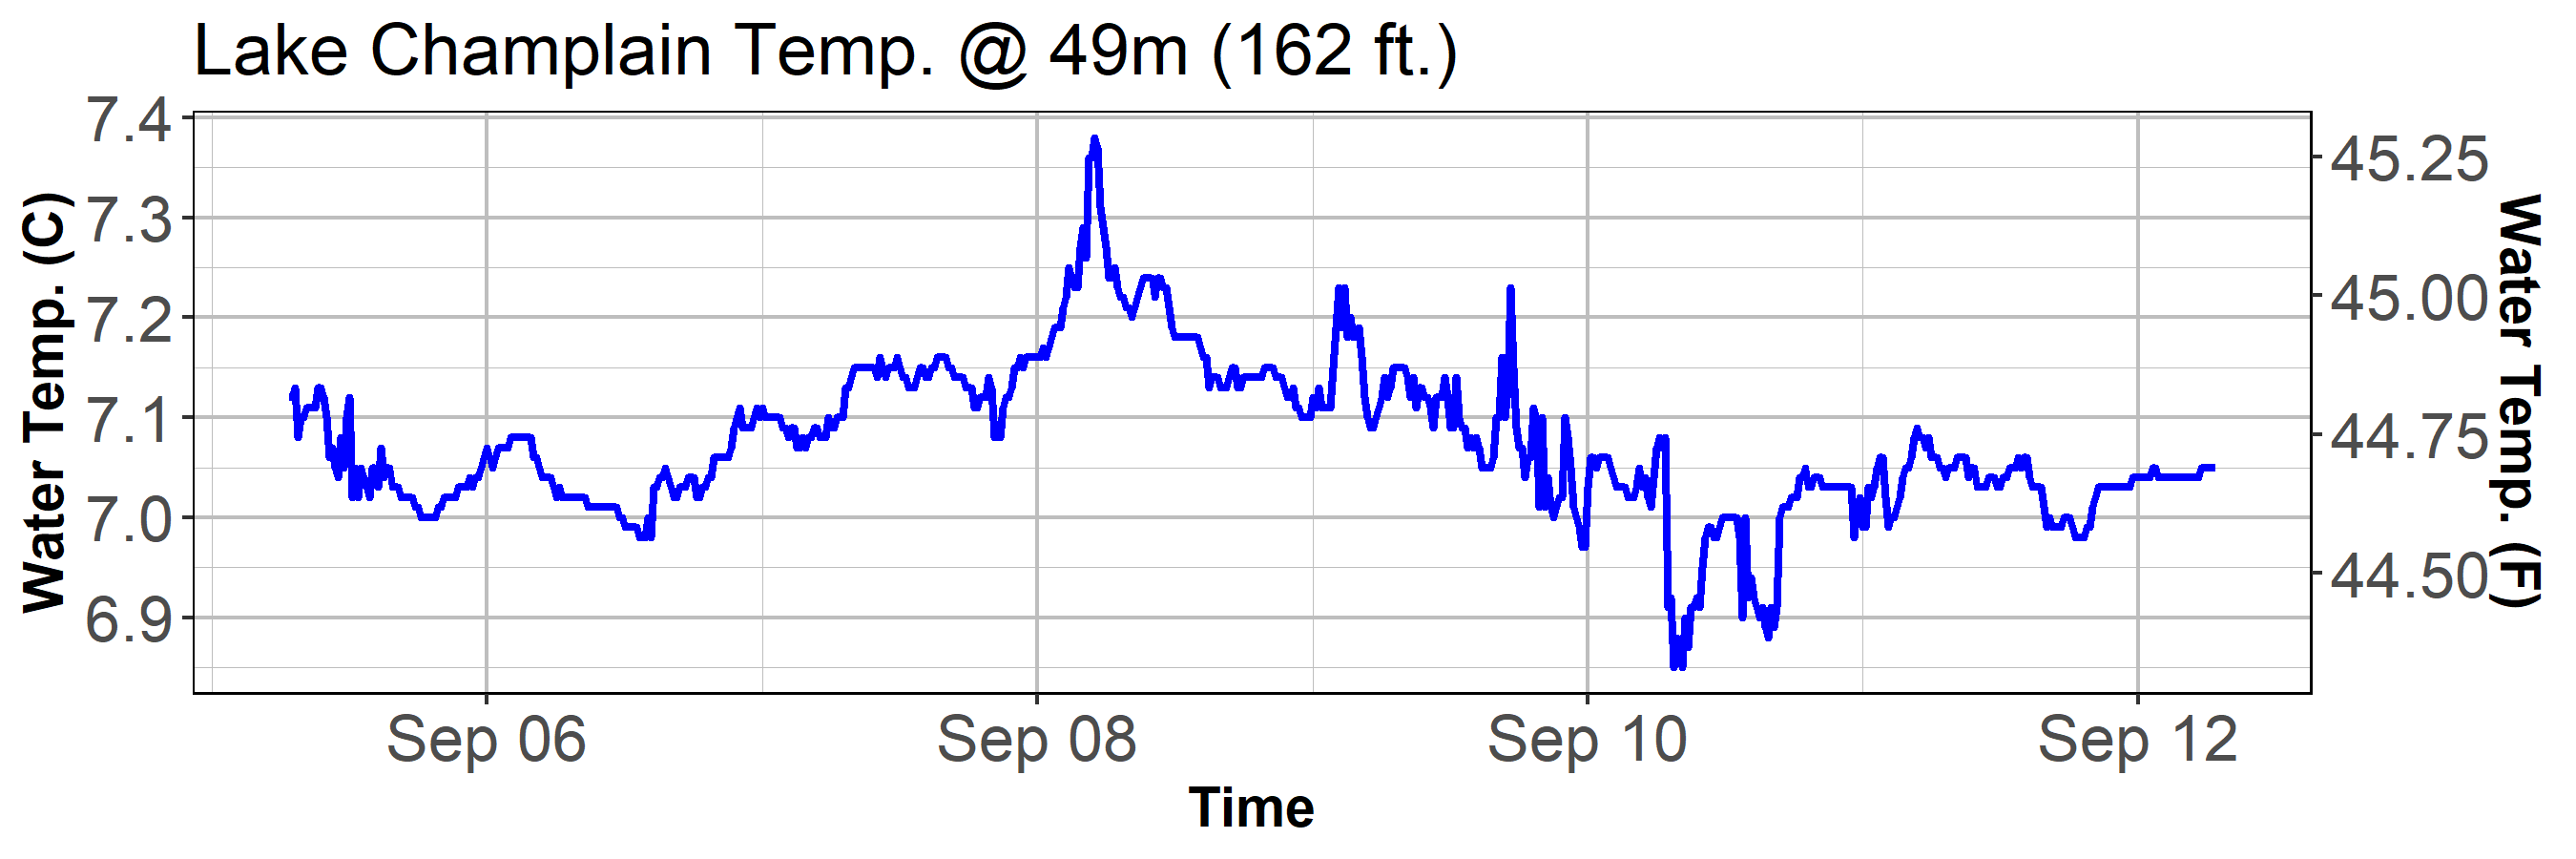 Lake Champlain Temp. @ 49m (162 ft.)
7.4
7.3
7.2
7.1
7.0
6.9
Water Temp. (C)
45.25
45.00
44.75
44.50
Water Temp. (F)
Sep 06 Sep 08 Sep 10 Sep 12
Time